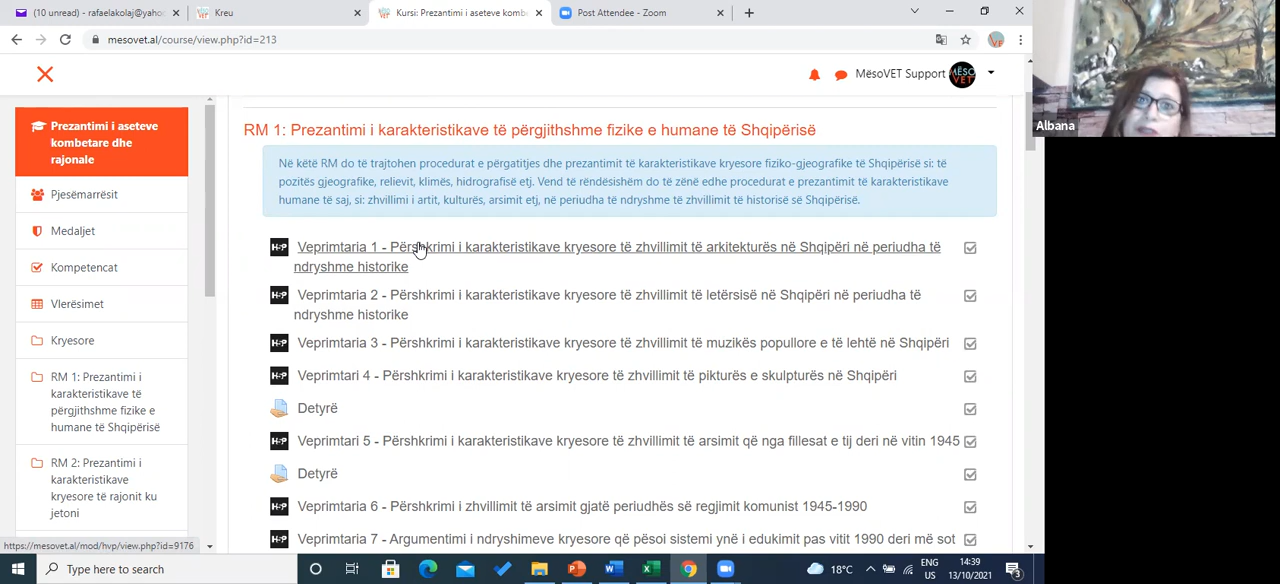 (10 unread) - rafaelakolaj@yaho
Kreu
Kursi: Prezantimi i aseteve komb
Post Attendee - Zoom
mesovet.al/course/view.php?id=213
MësoVET Support
MËSO
VET
Albana
Prezantimi i aseteve
kombetare dhe
rajonale
Pjesëmarrësit
Medaljet
Kompetencat
Vlerësimet
Kryesore
RM 1: Prezantimi i
karakteristikave të
përgjithshme fizike e
humane të Shqipërisë
RM 2: Prezantimi i
karakteristikave
kryesore të rajonit ku
jetoni
RM 1: Prezantimi i karakteristikave të përgjithshme fizike e humane të Shqipërisë
Në këtë RM do të trajtohen procedurat e përgatitjes dhe prezantimit të karakteristikave kryesore fiziko-gjeografike të Shqipërisë si: të
pozitës gjeografike, relievit, klimës, hidrografisë etj. Vend të rëndësishëm do të zënë edhe procedurat e prezantimit të karakteristikave
humane të saj, si: zhvillimi i artit, kulturës, arsimit etj, në periudha të ndryshme të zhvillimit të historisë së Shqipërisë.
H-P Veprimtaria 1 - Përshkrimi i karakteristikave kryesore të zhvillimit të arkitekturës në Shqipëri në periudha të
ndryshme historike
H-P Veprimtaria 2 - Përshkrimi i karakteristikave kryesore të zhvillimit të letërsisë në Shqipëri në periudha të
ndryshme historike
H-P Veprimtaria 3 - Përshkrimi i karakteristikave kryesore të zhvillimit të muzikës popullore e të lehtë në Shqipëri
H-P Veprimtari 4 - Përshkrimi i karakteristikave kryesore të zhvillimit të pikturës e skulpturës në Shqipëri
Detyrë
H-P Veprimtari 5 - Përshkrimi i karakteristikave kryesore të zhvillimit të arsimit që nga fillesat e tij deri në vitin 1945
Detyrë
H-P Veprimtaria 6 - Përshkrimi i zhvillimit të arsimit gjatë periudhës së regjimit komunist 1945-1990
H-P Veprimtaria 7 - Argumentimi i ndryshimeve kryesore që pësoi sistemi ynë i edukimit pas vitit 1990 deri më sot
https://mesovet.al/mod/hvp/view.php?id=9176
Type here to search
18°C
ENG
US
14:39
13/10/2021
3